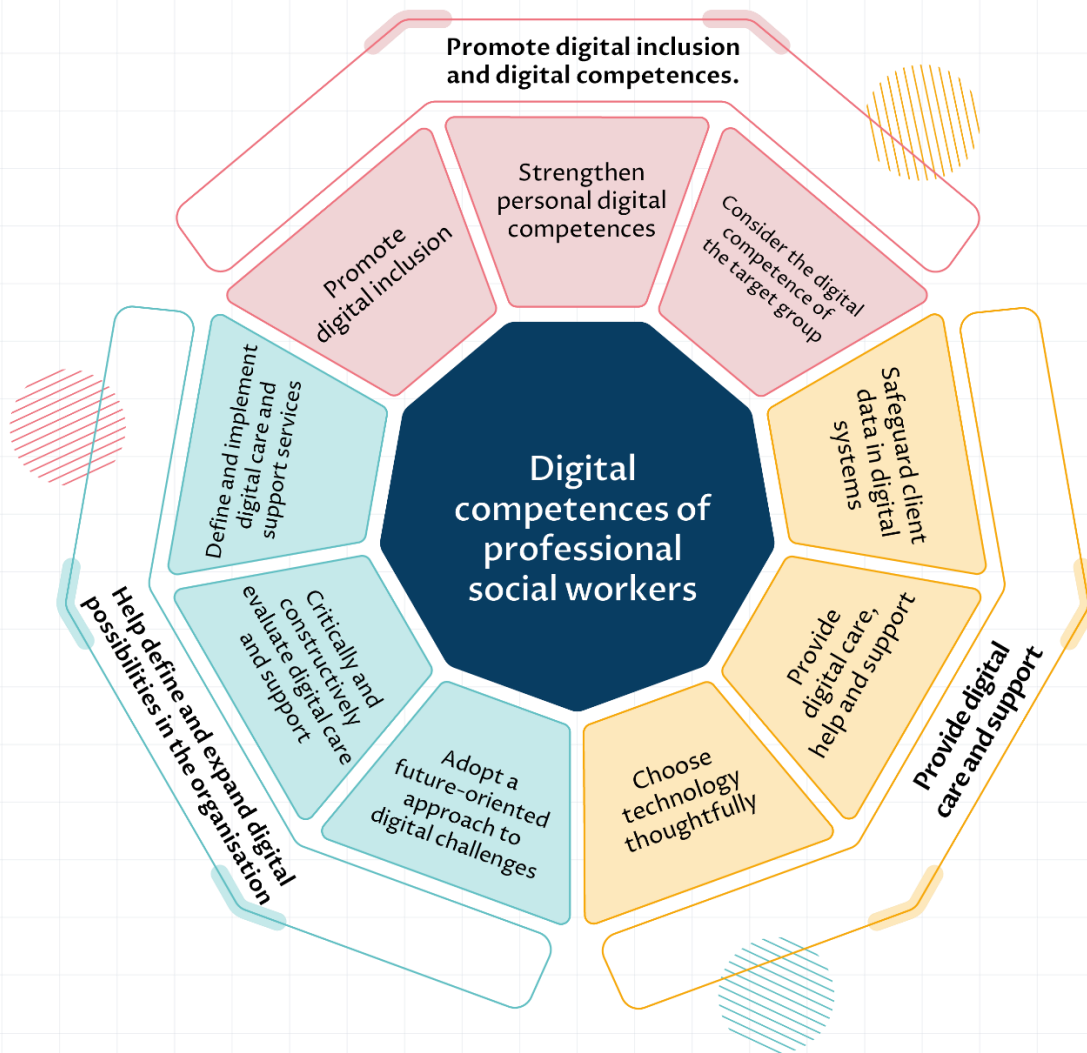 Promote digital inclusion
and digital competences.
Strengthen
personal digital
competences
Promote
digital inclusion
Consider the digital
competence of
the target group
Define and implement
digital care and
support services
Safeguard client
data in digital
systems
Digital
competences of
professional
social workers
Critically and
constructively
evaluate digital care
and support
Provide
digital care,
help and support
Help define and expand digital
possibilities in the organisation
Provide digital
care and support
Adopt a
future-oriented
approach to
digital challenges
Choose
technology
thoughtfully